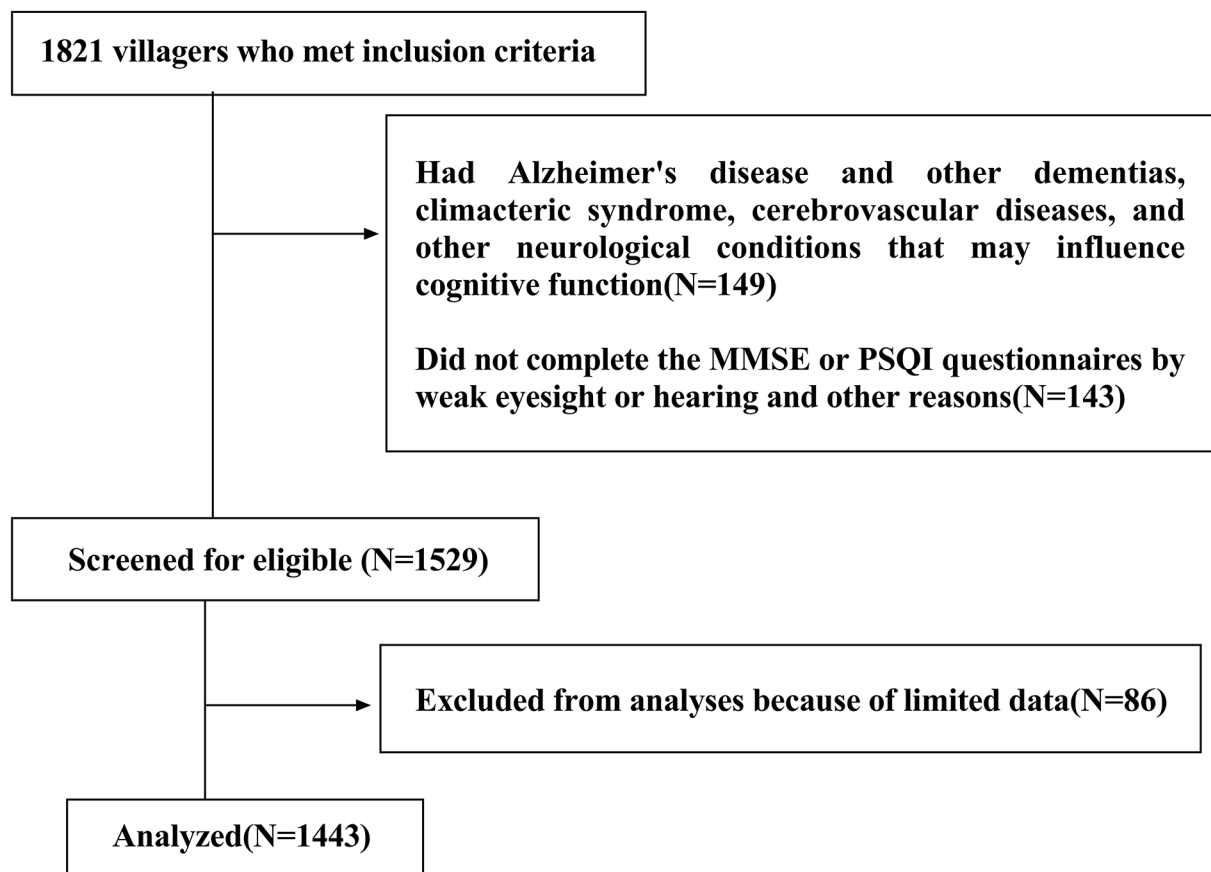 1821 villagers who met inclusion criteria
Had Alzheimer's disease and other dementias,
climacteric syndrome, cerebrovascular diseases, and
other neurological conditions that may influence
cognitive function(N=149)
Did not complete the MMSE or PSQI questionnaires by
weak eyesight or hearing and other reasons(N=143)
Screened for eligible (N=1529)
Excluded from analyses because of limited data(N=86)
Analyzed(N=1443)